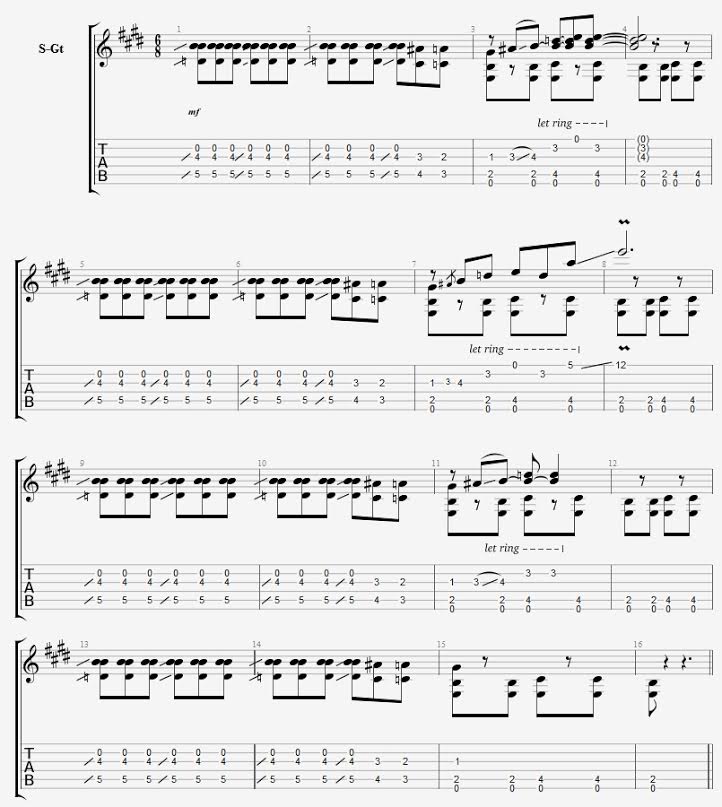 1 2 3 4
S-Gt
6
8
mf
let ring
T
A
B
0 (0)
0 0 0 0 0 0 0 0 0 0 3 3 (3)
4 4 4 4 4 4 4 4 4 4 3 2 1 3 4 (4)
5 5 5 5 5 5 5 5 5 5 4 3 2 2 4 4 2 2 4 4
0 0 0 0 0 0 0 0
5 6 7 8
let ring
T
A
B
0 5 12
0 0 0 0 0 0 0 0 0 3 3
4 4 4 4 4 4 4 4 4 3 2 1 3 4
5 5 5 5 5 5 5 5 5 4 3 2 2 4 4 2 2 4 4
0 0 0 0 0 0 0 0
9 10 11 12
let ring
T
A
B
0 0 0 0 0 0 0 0 0 0 3 3
4 4 4 4 4 4 4 4 4 4 3 2 1 3 4
5 5 5 5 5 5 5 5 5 5 4 3 2 2 4 4 2 2 4 4
0 0 0 0 0 0 0 0
13 14 15 16
T
A
B
0 0 0 0 0 0 0 0 0 0
4 4 4 4 4 4 4 4 4 4 3 2 1
5 5 5 5 5 5 5 5 5 5 4 3 2 2 4 4 2
0 0 0 0 0